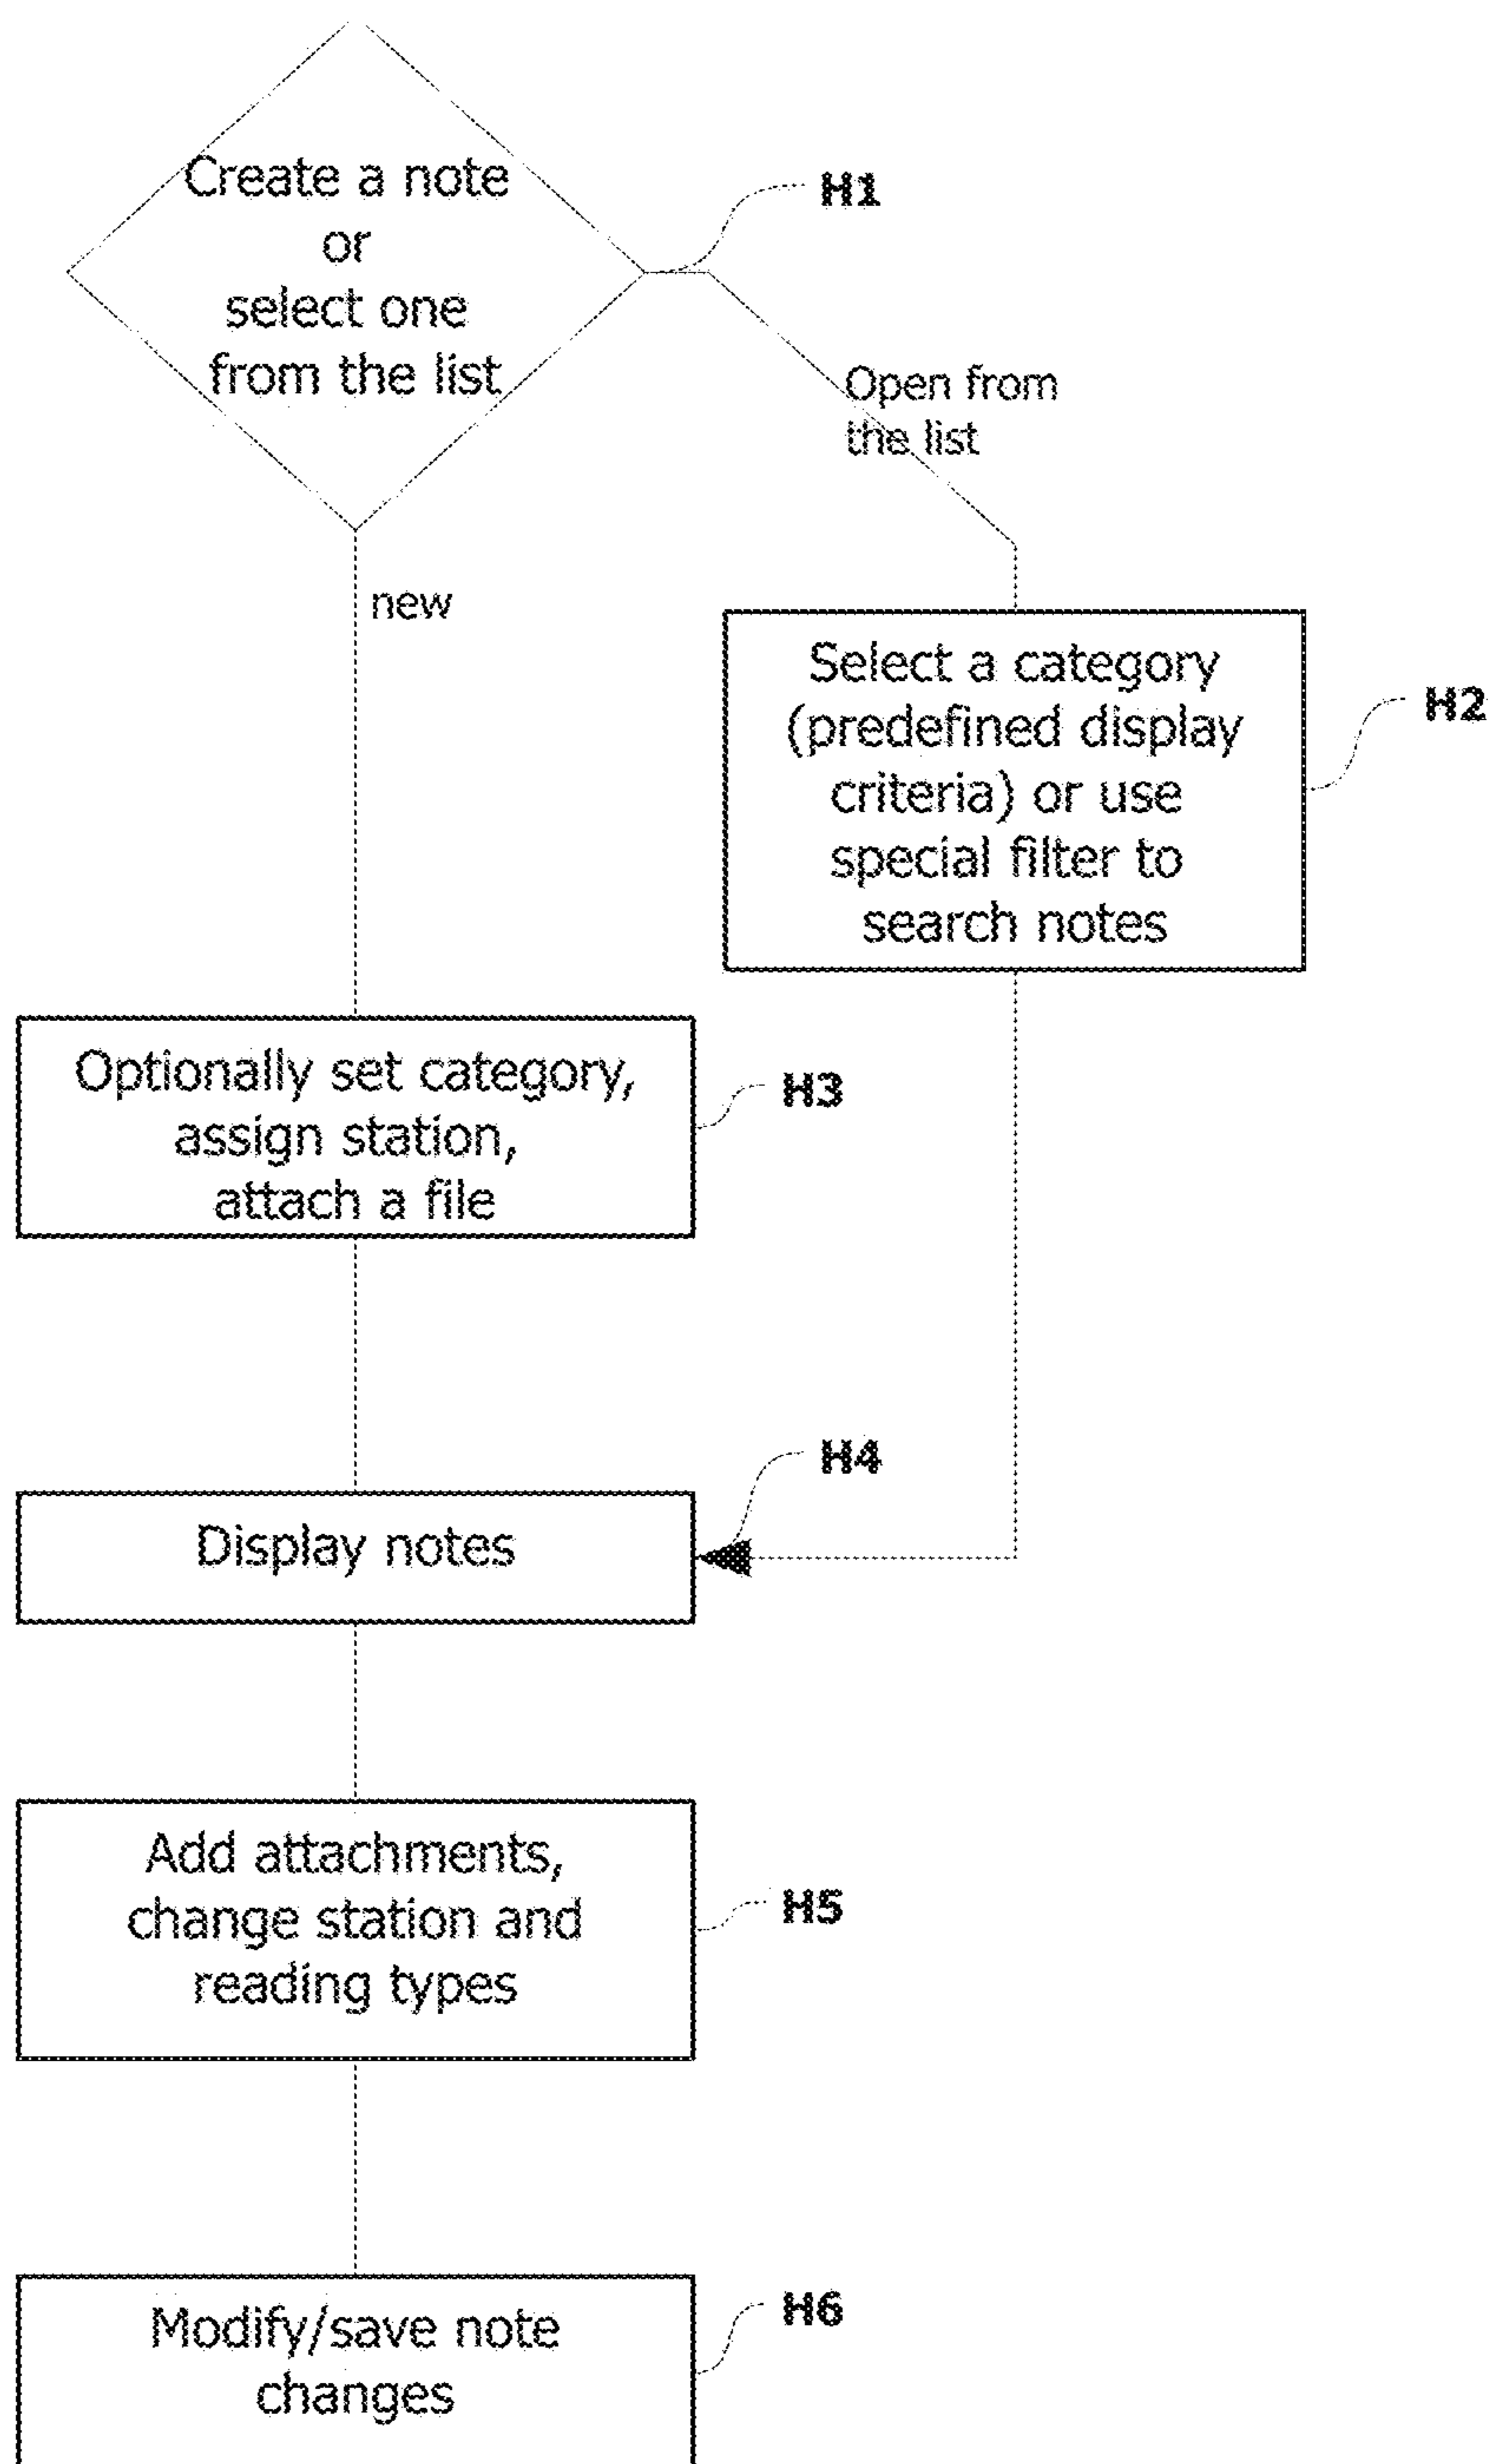 Create a note
or
select one
from the list
H1
Open from
the list
new
Select a category
(predefined display
criteria) or use
special filter to
search notes
H2
Optionally set category,
assign station,
attach a file
H3
H4
Display notes
Add attachments,
change station and
reading types
H5
Modify/save note
changes
H6